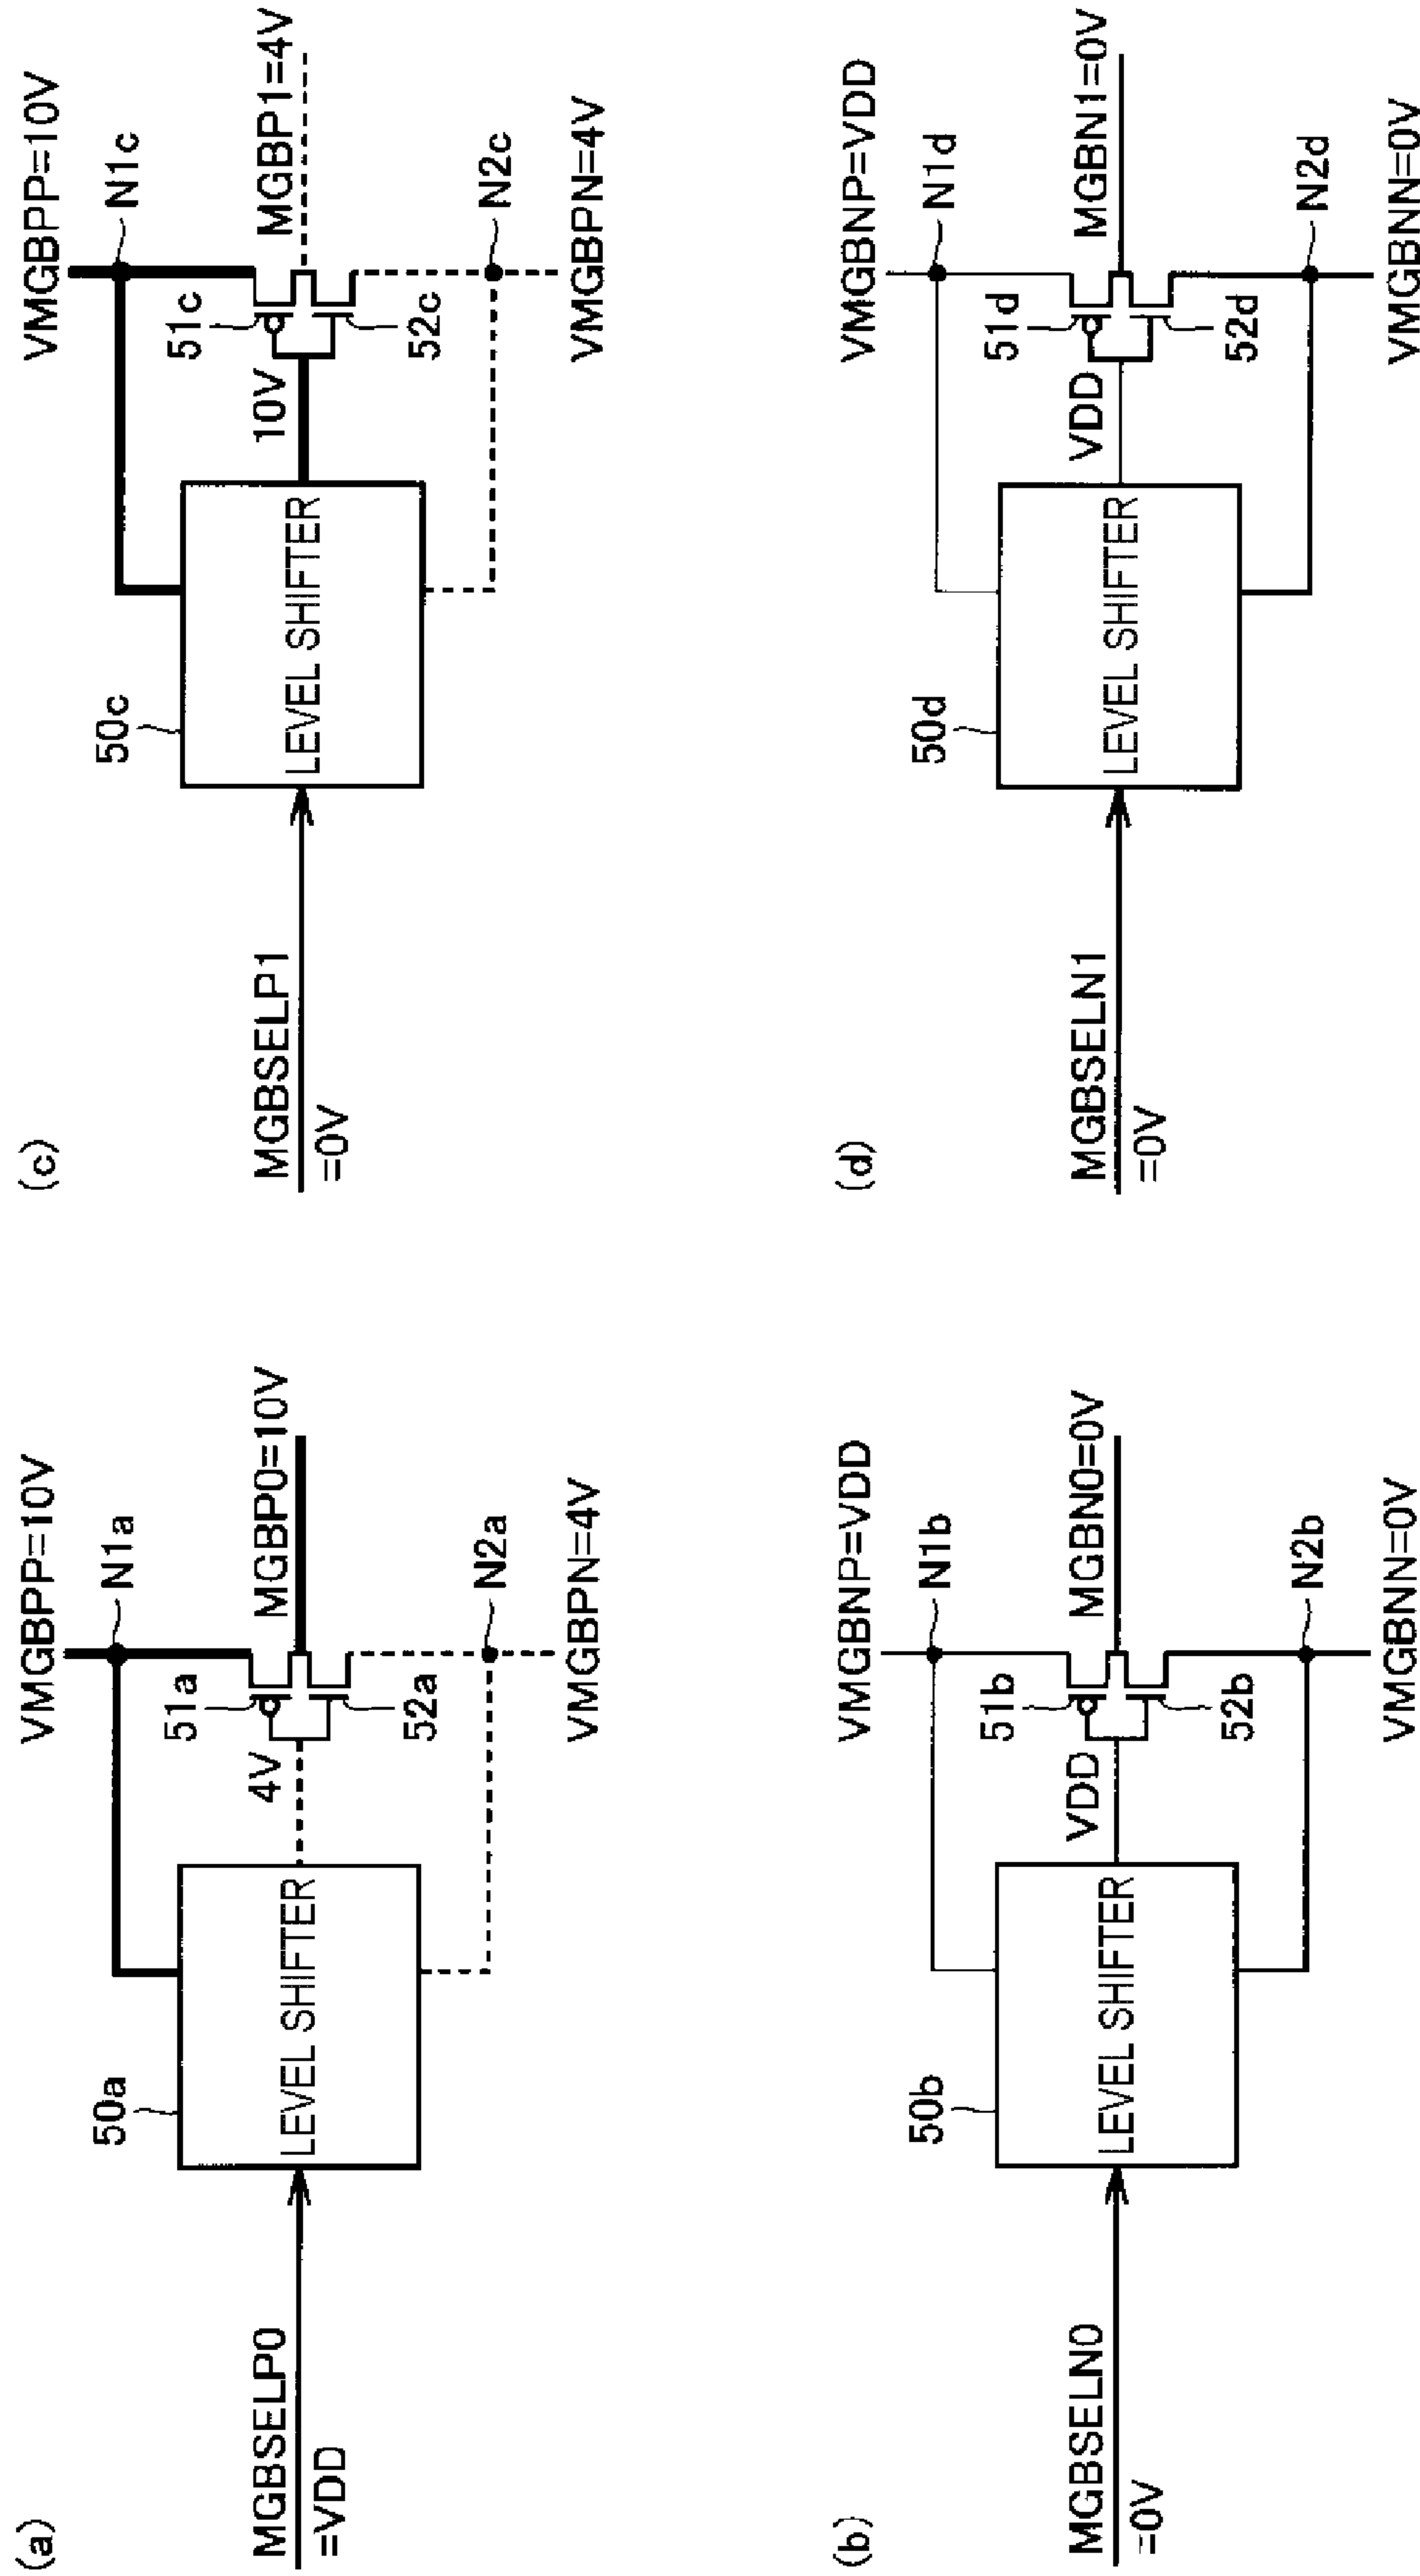 (a)
VMGBPP=10V
N1a
50a
51a
4V
MGBP0=10V
LEVEL SHIFTER
MGBSELP0
=VDD
52a
N2a
VMGBPN=4V
(b)
VMGBNP=VDD
N1b
50b
51b
VDD
MGBN0=0V
LEVEL SHIFTER
MGBSELN0
=0V
52b
N2b
VMGBNN=0V
(c)
VMGBPP=10V
N1c
50c
51c
10V
MGBP1=4V
LEVEL SHIFTER
MGBSELP1
=0V
52c
N2c
VMGBPN=4V
(d)
VMGBNP=VDD
N1d
50d
51d
VDD
MGBN1=0V
LEVEL SHIFTER
MGBSELN1
=0V
52d
N2d
VMGBNN=0V